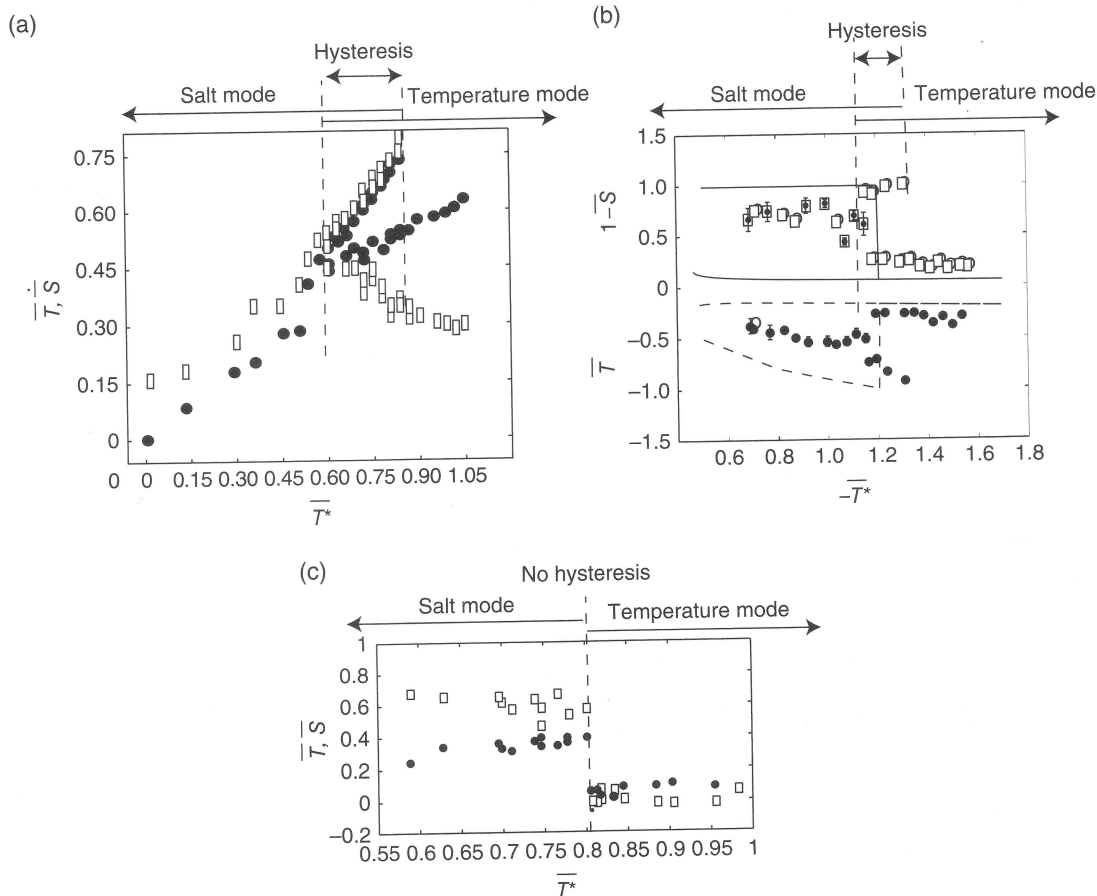 (a)
Hysteresis
Salt mode
Temperature mode
0.75
0.60
0.45
0.30
0.15
0
T, S
0 0 0.15 0.30 0.45 0.60 0.75 0.90 1.05
T*
(b)
Hysteresis
Salt mode
Temperature mode
1.5
1.0
0.5
0
−0.5
−1.0
−1.5
1−S
T
0.6 0.8 1.0 1.2 1.4 1.6 1.8
−T*
(c)
No hysteresis
Salt mode
Temperature mode
1
0.8
0.6
0.4
0.2
0
−0.2
T, S
0.55 0.6 0.65 0.7 0.75 0.8 0.85 0.9 0.95 1
T*